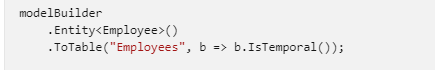 modelBuilder
    .Entity<Employee>()
    .ToTable("Employees", b => b.IsTemporal());